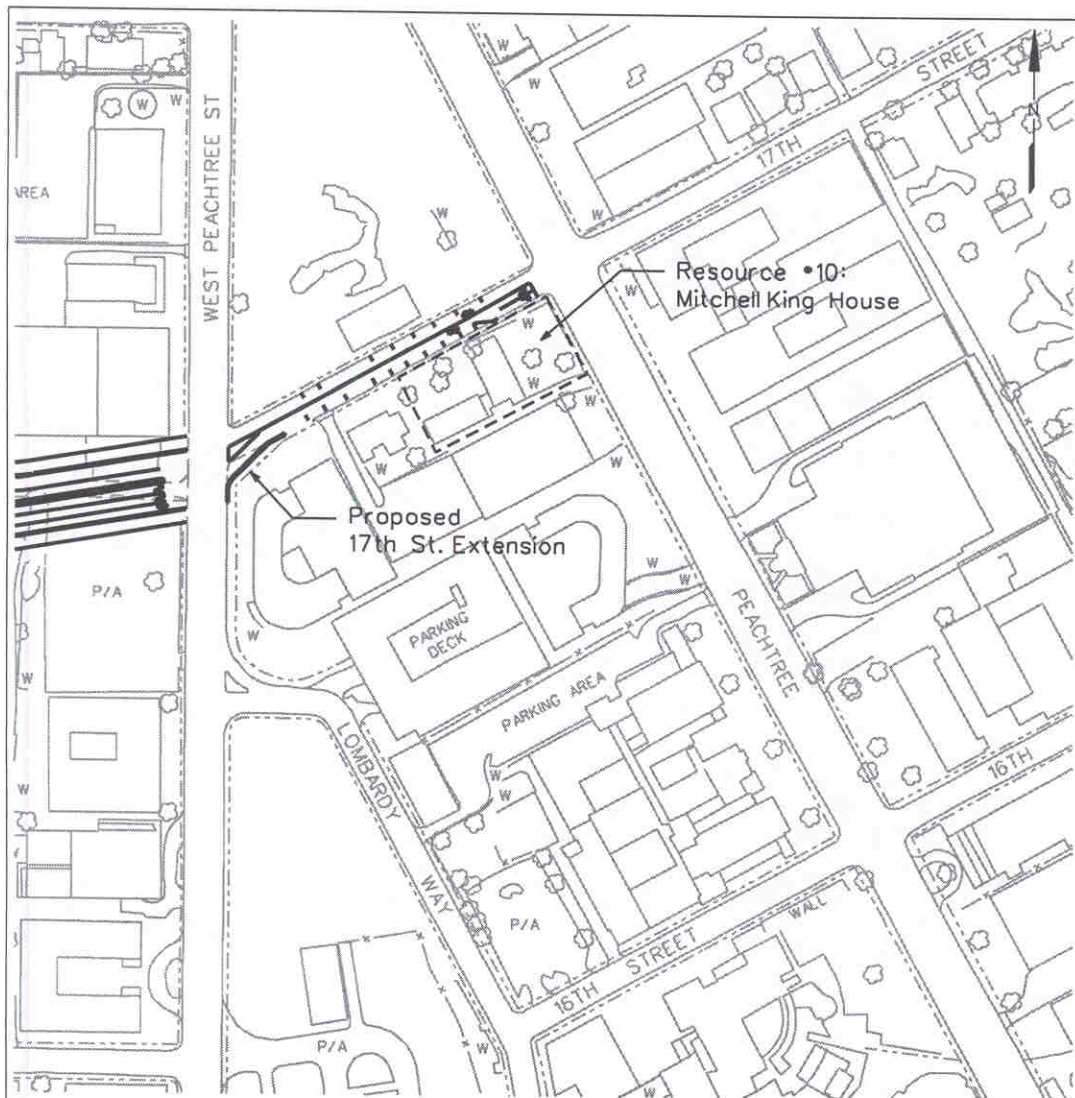 W
W
W
W
AREA
WEST PEACHTREE ST
STREET
17TH
N
W
W
W
Resource •10:
Mitchell King House
W
W
W
W
W
Proposed
17th St. Extension
P/A
W
W
W
PARKING
DECK
PEACHTREE
PARKING AREA
LOMBARDY
WAY
W
W
W
16TH
P/A
WALL
16TH STREET
P/A
W
W